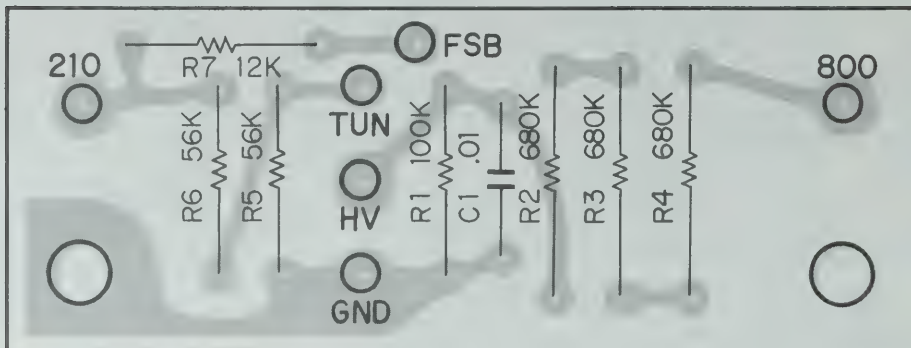 FSB
R7 12K
210
800
TUN
R6 56K
R5 56K
R1 100K
C1 .01
R2 680K
R3 680K
R4 680K
HV
GND